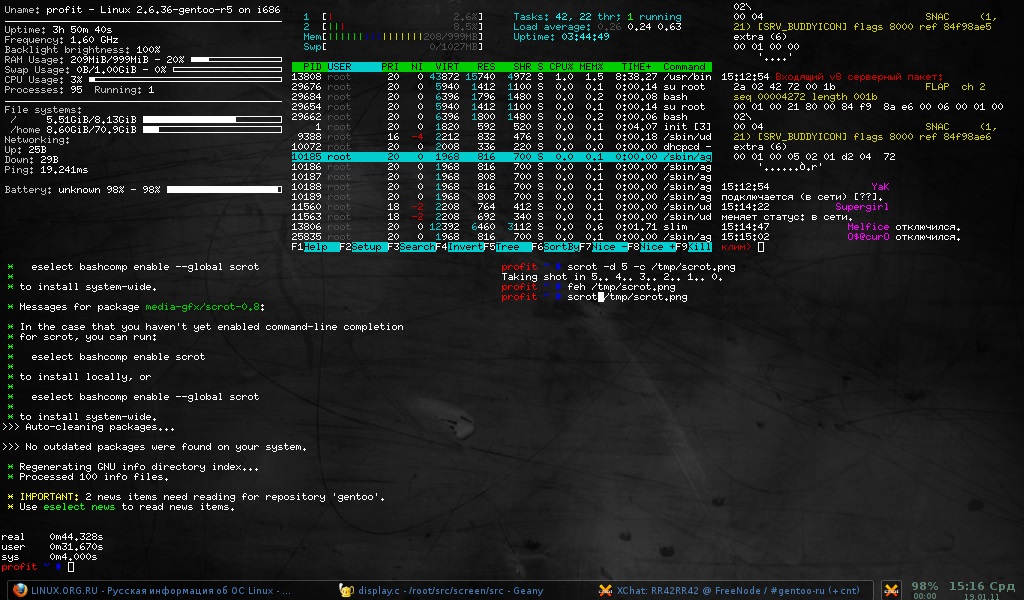 Uname: profit - Linux 2.6.36-gentoo-r5 on i686
Uptime: 3h 50m 40s
Frequency: 1.60 GHz
Backlight brightness: 100%
RAM Usage: 209MiB/999MiB - 20%
Swap Usage: 0B/1.00GiB - 0%
CPU Usage: 3%
Processes: 95 Running: 1
File systems:
/ 5.51GiB/8.13GiB
/home 8.60GiB/70.9GiB
Networking:
Up: 25B
Down: 29B
Ping: 19.241ms
Battery: unknown 98% - 98%
1 [ 2.6%]
2 [ 8.5%]
Mem[ 208/999MB]
Swp[ 0/1027MB]
Tasks: 42, 22 thr; 1 running
Load average: 0.26 0.24 0.63
Uptime: 03:44:49
PID USER PRI NI VIRT RES SHR S CPU% MEM% TIME+ Command
13808 root 20 0 43872 15740 4972 S 1.0 1.5 8:38.27 /usr/bin
29676 root 20 0 5940 1412 1100 S 0.0 0.1 0:00.14 su root
29684 root 20 0 6396 1796 1480 S 0.0 0.2 0:00.08 bash
29654 root 20 0 5940 1412 1100 S 0.0 0.1 0:00.14 su root
29662 root 20 0 6396 1800 1480 S 0.0 0.2 0:00.06 bash
1 root 20 0 1820 592 520 S 0.0 0.1 0:04.07 init [3]
9388 root 16 -4 2212 832 476 S 0.0 0.1 0:00.18 /sbin/ud
10072 root 20 0 2008 336 220 S 0.0 0.0 0:00.00 dhcpcd -
10185 root 20 0 1968 816 700 S 0.0 0.1 0:00.00 /sbin/ag
10186 root 20 0 1968 816 700 S 0.0 0.1 0:00.00 /sbin/ag
10187 root 20 0 1968 816 700 S 0.0 0.1 0:00.00 /sbin/ag
10188 root 20 0 1968 808 700 S 0.0 0.1 0:00.00 /sbin/ag
10189 root 20 0 1968 808 700 S 0.0 0.1 0:00.00 /sbin/ag
11560 root 18 -2 2208 764 412 S 0.0 0.1 0:00.00 /sbin/ud
11563 root 18 -2 2208 692 340 S 0.0 0.1 0:00.00 /sbin/ud
13806 root 20 0 12392 6460 3112 S 0.0 0.6 0:01.71 slim
25835 root 20 0 1968 816 700 S 0.0 0.1 0:00.00 /sbin/ag
F1Help F2Setup F3SearchF4InvertF5Tree F6SortByF7Nice -F8Nice +F9Kill
02\
00 04 SNAC (1,
21) [SRV_BUDDYICON] flags 8000 ref 84f98ae5
extra (6)
00 01 00 00
'....'
15:12:54 Входящий v8 серверный пакет:
2a 02 42 72 00 1b FLAP ch 2
seq 00004272 length 001b
00 01 00 21 80 00 84 f9 8a e6 00 06 00 01 00
02\
00 04 SNAC (1,
21) [SRV_BUDDYICON] flags 8000 ref 84f98ae6
extra (6)
00 01 00 05 02 01 d2 04 72
15:12:54 YaK
подключается (в сети) [??].
15:14:22 Supergirl
меняет статус: в сети.
15:14:47 Melfice отключился.
15:15:02 O$@curO отключился.
клим>
* eselect bashcomp enable --global scrot
*
* to install system-wide.
* Messages for package media-gfx/scrot-0.8:
* In the case that you haven't yet enabled command-line completion
* for scrot, you can run:
*
* eselect bashcomp enable scrot
*
* to install locally, or
*
* eselect bashcomp enable --global scrot
*
* to install system-wide.
>>> Auto-cleaning packages...
>>> No outdated packages were found on your system.
* Regenerating GNU info directory index...
* Processed 100 info files.
* IMPORTANT: 2 news items need reading for repository 'gentoo'.
* Use eselect news to read news items.
real 0m44.328s
user 0m31.670s
sys 0m4.000s
profit ~ #
profit ~ # scrot -d 5 -c /tmp/scrot.png
Taking shot in 5.. 4.. 3.. 2.. 1.. 0.
profit ~ # feh /tmp/scrot.png
profit ~ # scrot /tmp/scrot.png
LINUX.ORG.RU - Русская информация об ОС Linux - ...
display.c - /root/src/screen/src - Geany
XChat: RR42RR42 @ FreeNode / #gentoo-ru (+cnt)
98%
00:00
15:16 Срд
19.01.11